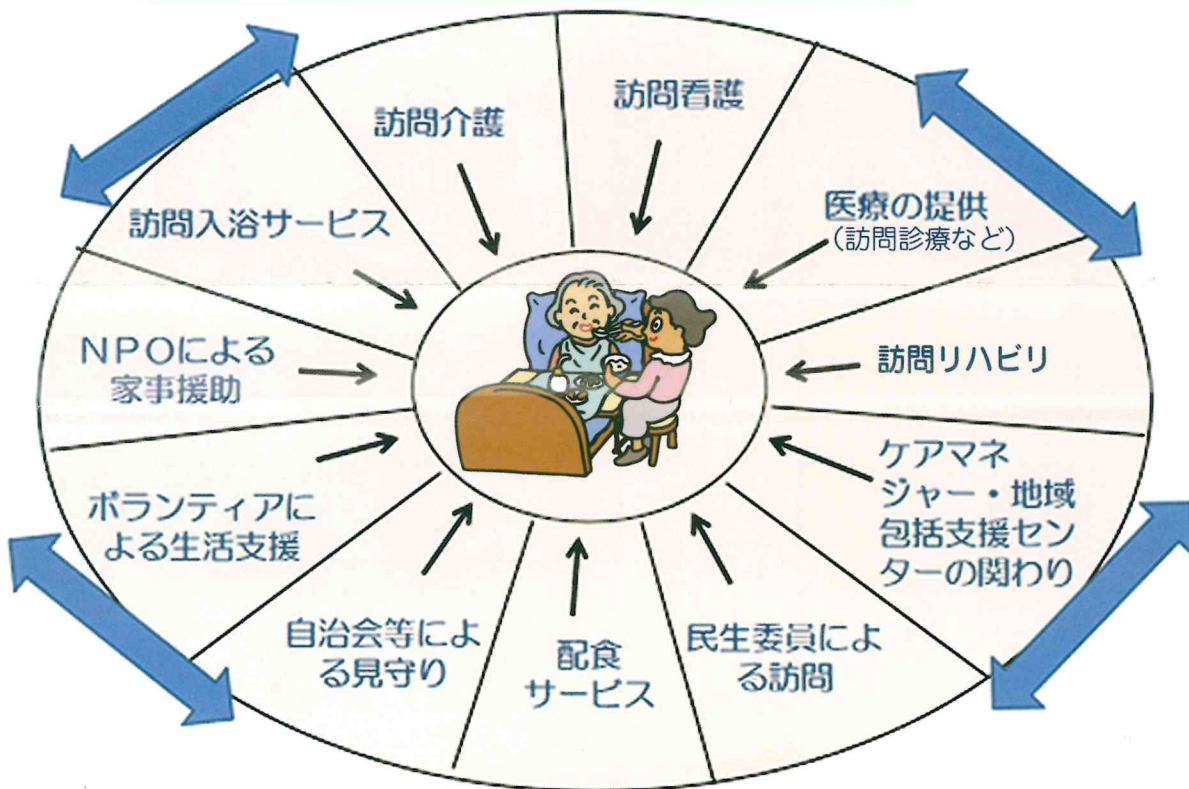 訪問看護
医療の提供
（訪問診療など）
訪問リハビリ
ケアマネ
ジャー・地域
包括支援セン
ターの関わり
民生委員によ
る訪問
配食
サービス
自治会等によ
る見守り
ボランティアに
よる生活支援
ＮＰＯによる
家事援助
訪問入浴サービス
訪問介護